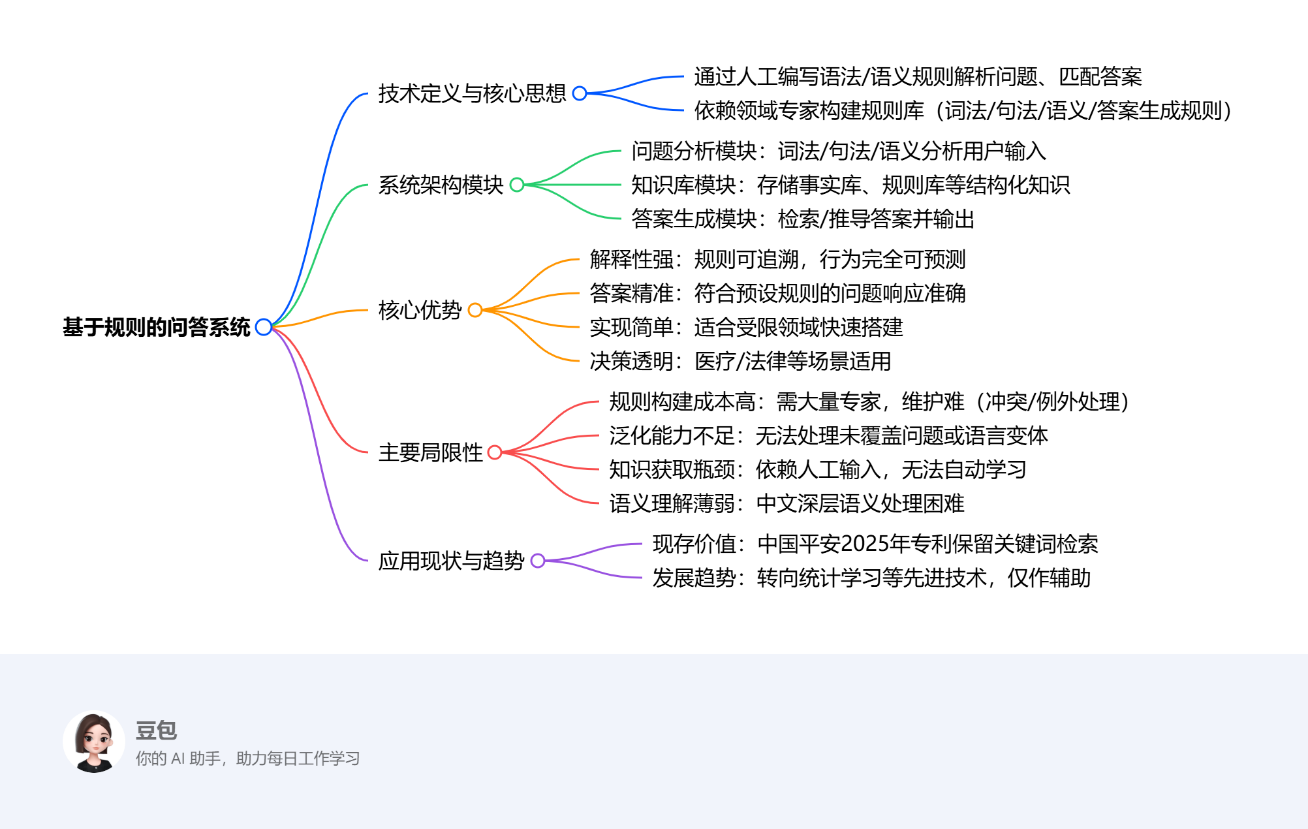 基于规则的问答系统
技术定义与核心思想
通过人工编写语法/语义规则解析问题、匹配答案
依赖领域专家构建规则库（词法/句法/语义/答案生成规则）
系统架构模块
问题分析模块：词法/句法/语义分析用户输入
知识库模块：存储事实库、规则库等结构化知识
答案生成模块：检索/推导答案并输出
核心优势
解释性强：规则可追溯，行为完全可预测
答案精准：符合预设规则的问题响应准确
实现简单：适合受限领域快速搭建
决策透明：医疗/法律等场景适用
主要局限性
规则构建成本高：需大量专家，维护难（冲突/例外处理）
泛化能力不足：无法处理未覆盖问题或语言变体
知识获取瓶颈：依赖人工输入，无法自动学习
语义理解薄弱：中文深层语义处理困难
应用现状与趋势
现存价值：中国平安2025年专利保留关键词检索
发展趋势：转向统计学习等先进技术，仅作辅助
豆包
你的 AI 助手，助力每日工作学习